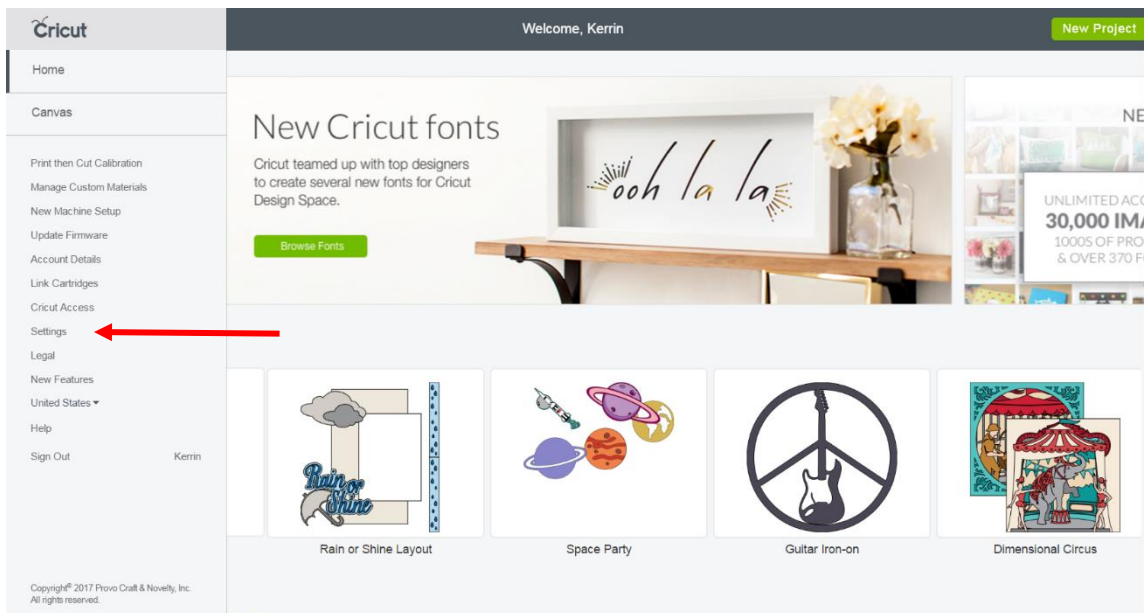 Cricut
Welcome, Kerrin
New Project
Home
Canvas
Print then Cut Calibration
Manage Custom Materials
New Machine Setup
Update Firmware
Account Details
Link Cartridges
Cricut Access
Settings
Legal
New Features
United States
Help
Sign Out Kerrin
Copyright© 2017 Provo Craft & Novelty, Inc.
All rights reserved.
New Cricut fonts
Cricut teamed up with top designers
to create several new fonts for Cricut
Design Space.
Browse Fonts
ooh la la
NE
UNLIMITED ACC
30,000 IMA
1000S OF PRO
& OVER 370 F
Rain or
Shine
Rain or Shine Layout
Space Party
Guitar Iron-on
Dimensional Circus